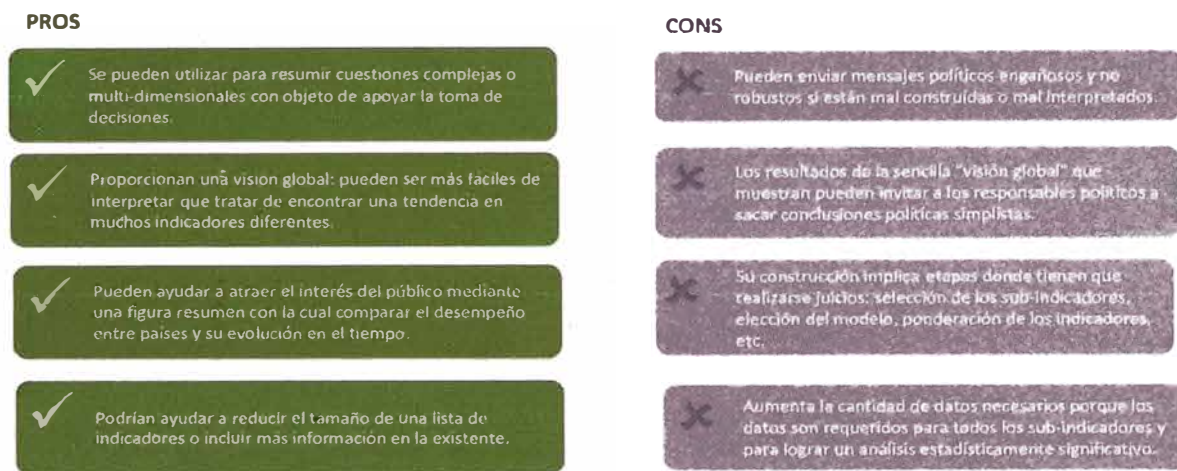 PROS
Se pueden utilizar para resumir cuestiones complejas o
multi-dimensionales con objeto de apoyar la toma de
decisiones.
Proporcionan una visión global: pueden ser más faciles de
interpretar que tratar de encontrar una tendencia en
muchos indicadores diferentes.
Pueden ayudar a atraer el interés del público mediante
una figura resumen con la cual comparar el desempeño
entre países y su evolución en el tiempo.
Podrían ayudar a reducir el tamaño de una lista de
indicadores o incluir más información en la existente.
CONS
Pueden enviar mensajes políticos engañosos y no
robustos si están mal construídas o mal interpretados.
Los resultados de la sencilla "visión global" que
muestran pueden invitar a los responsables políticos a
sacar conclusiones políticas simplistas.
Su construcción implica etapas donde tienen que
realizarse juicios: selección de los sub-indicadores,
elección del modelo, ponderación de los indicadores,
etc.
Aumenta la cantidad de datos necesarios porque los
datos son requeridos para todos los sub-indicadores y
para lograr un análisis estadísticamente significativo.